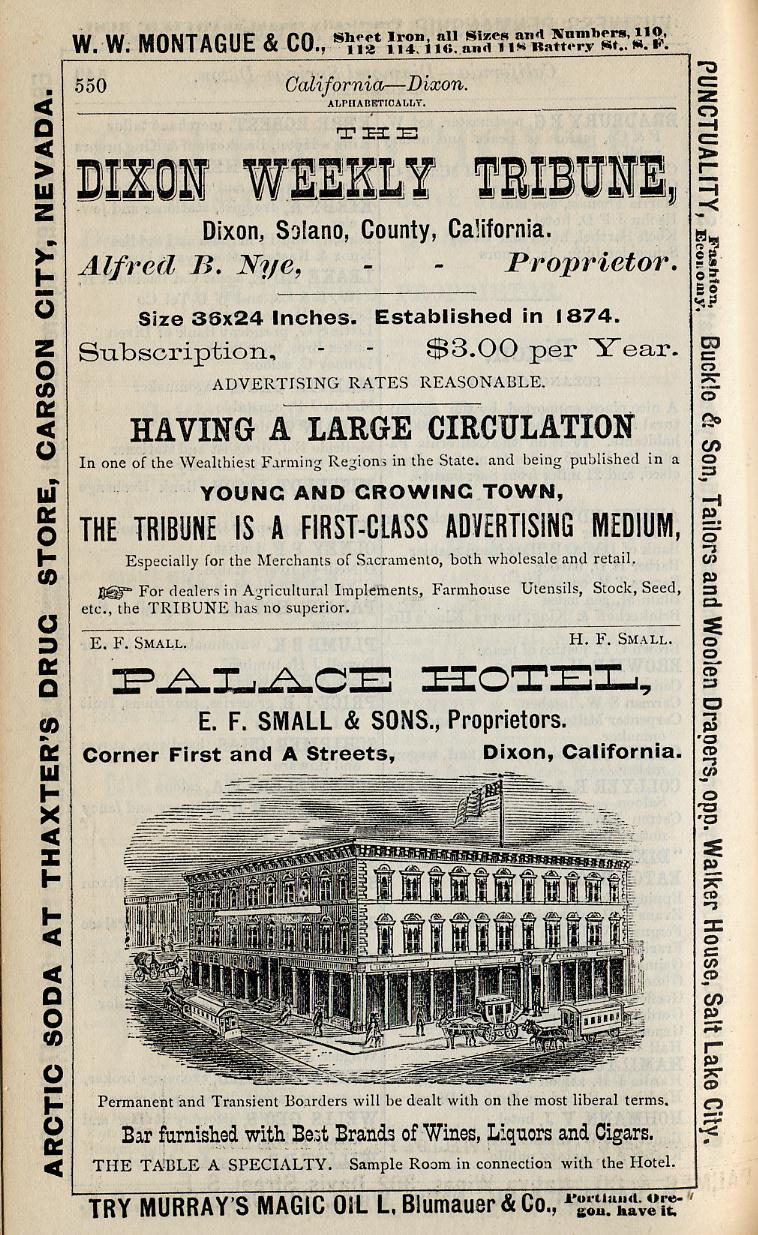 W. W. MONTAGUE & CO., Sheet Iron, all Sizes and Numbers, 110,
112 114, 116, and 118 Battery St., S. F.
550 California—Dixon.
ALPHABETICALLY.
THE
DIXON WEEKLY TRIBUNE,
Dixon, Solano, County, California.
Alfred B. Nye, - - Proprietor.
Size 36x24 Inches. Established in 1874.
Subscription, - - $3.00 per Year.
ADVERTISING RATES REASONABLE.
HAVING A LARGE CIRCULATION
In one of the Wealthiest Farming Regions in the State. and being published in a
YOUNG AND GROWING TOWN,
THE TRIBUNE IS A FIRST-CLASS ADVERTISING MEDIUM,
Especially for the Merchants of Sacramento, both wholesale and retail.
☞ For dealers in Agricultural Implements, Farmhouse Utensils, Stock, Seed,
etc., the TRIBUNE has no superior.
E. F. SMALL. H. F. SMALL.
PALACE HOTEL,
E. F. SMALL & SONS., Proprietors.
Corner First and A Streets, Dixon, California.
Permanent and Transient Boarders will be dealt with on the most liberal terms.
Bar furnished with Best Brands of Wines, Liquors and Cigars.
THE TABLE A SPECIALTY. Sample Room in connection with the Hotel.
TRY MURRAY'S MAGIC OIL L, Blumauer & Co., Portland, Ore-
gon, have it.
ARCTIC SODA AT THAXTER'S DRUG STORE, CARSON CITY, NEVADA.
PUNCTUALITY, Fashion,
Economy, Buckle & Son, Tailors and Woolen Drapers, opp. Walker House, Salt Lake City.